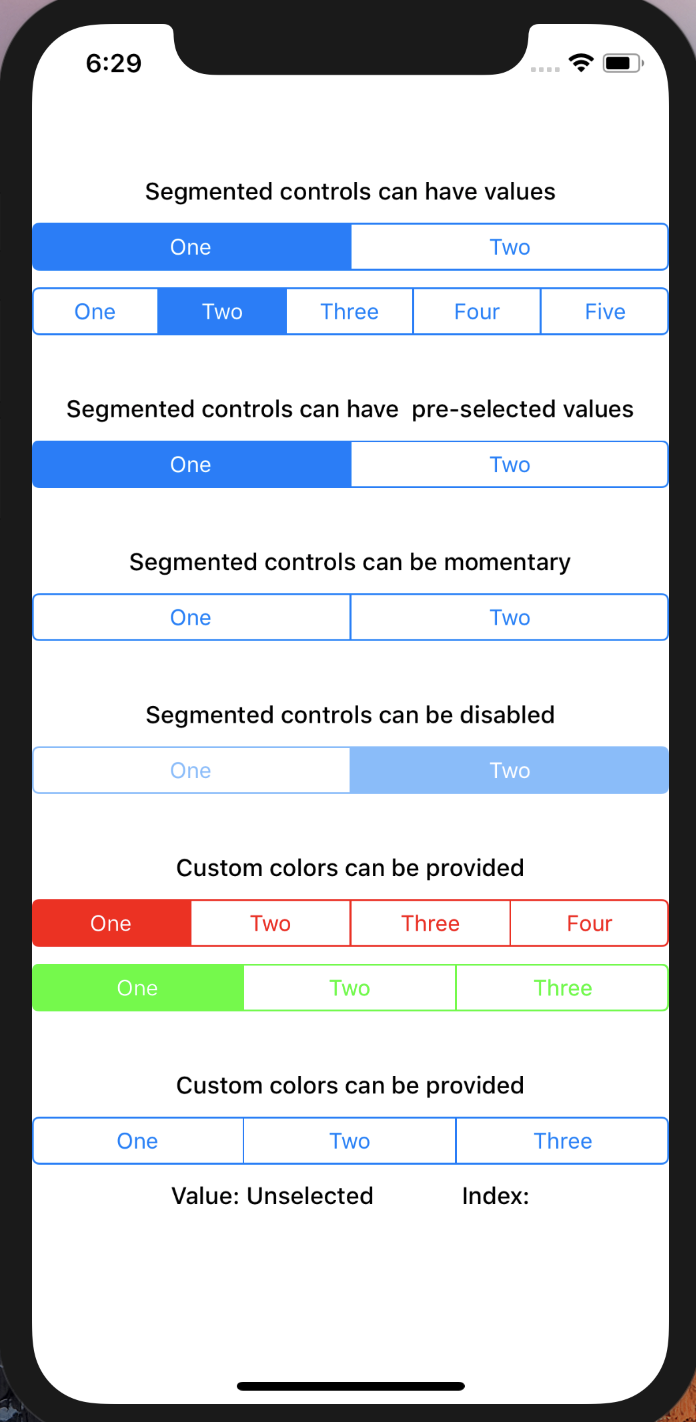 6:29
Segmented controls can have values
One Two
One Two Three Four Five
Segmented controls can have  pre-selected values
One Two
Segmented controls can be momentary
One Two
Segmented controls can be disabled
One Two
Custom colors can be provided
One Two Three Four
One Two Three
Custom colors can be provided
One Two Three
Value: Unselected Index: